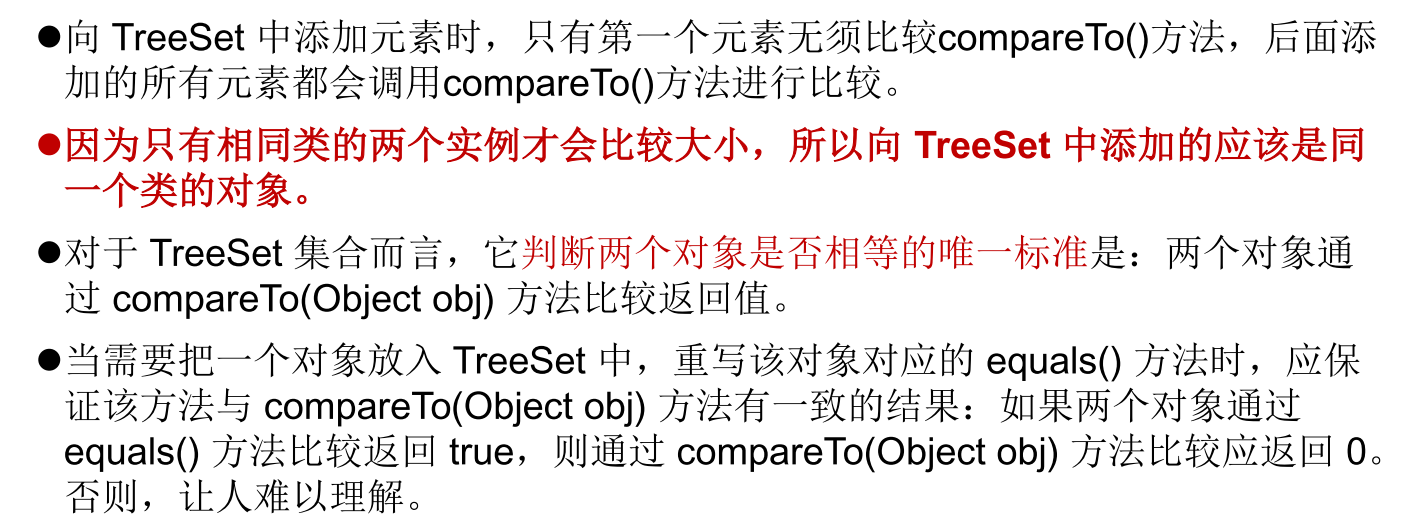 ●向 TreeSet 中添加元素时，只有第一个元素无须比较compareTo()方法，后面添
加的所有元素都会调用compareTo()方法进行比较。
●因为只有相同类的两个实例才会比较大小，所以向 TreeSet 中添加的应该是同
一个类的对象。
●对于 TreeSet 集合而言，它判断两个对象是否相等的唯一标准是：两个对象通
过 compareTo(Object obj) 方法比较返回值。
●当需要把一个对象放入 TreeSet 中，重写该对象对应的 equals() 方法时，应保
证该方法与 compareTo(Object obj) 方法有一致的结果：如果两个对象通过
equals() 方法比较返回 true，则通过 compareTo(Object obj) 方法比较应返回 0。
否则，让人难以理解。